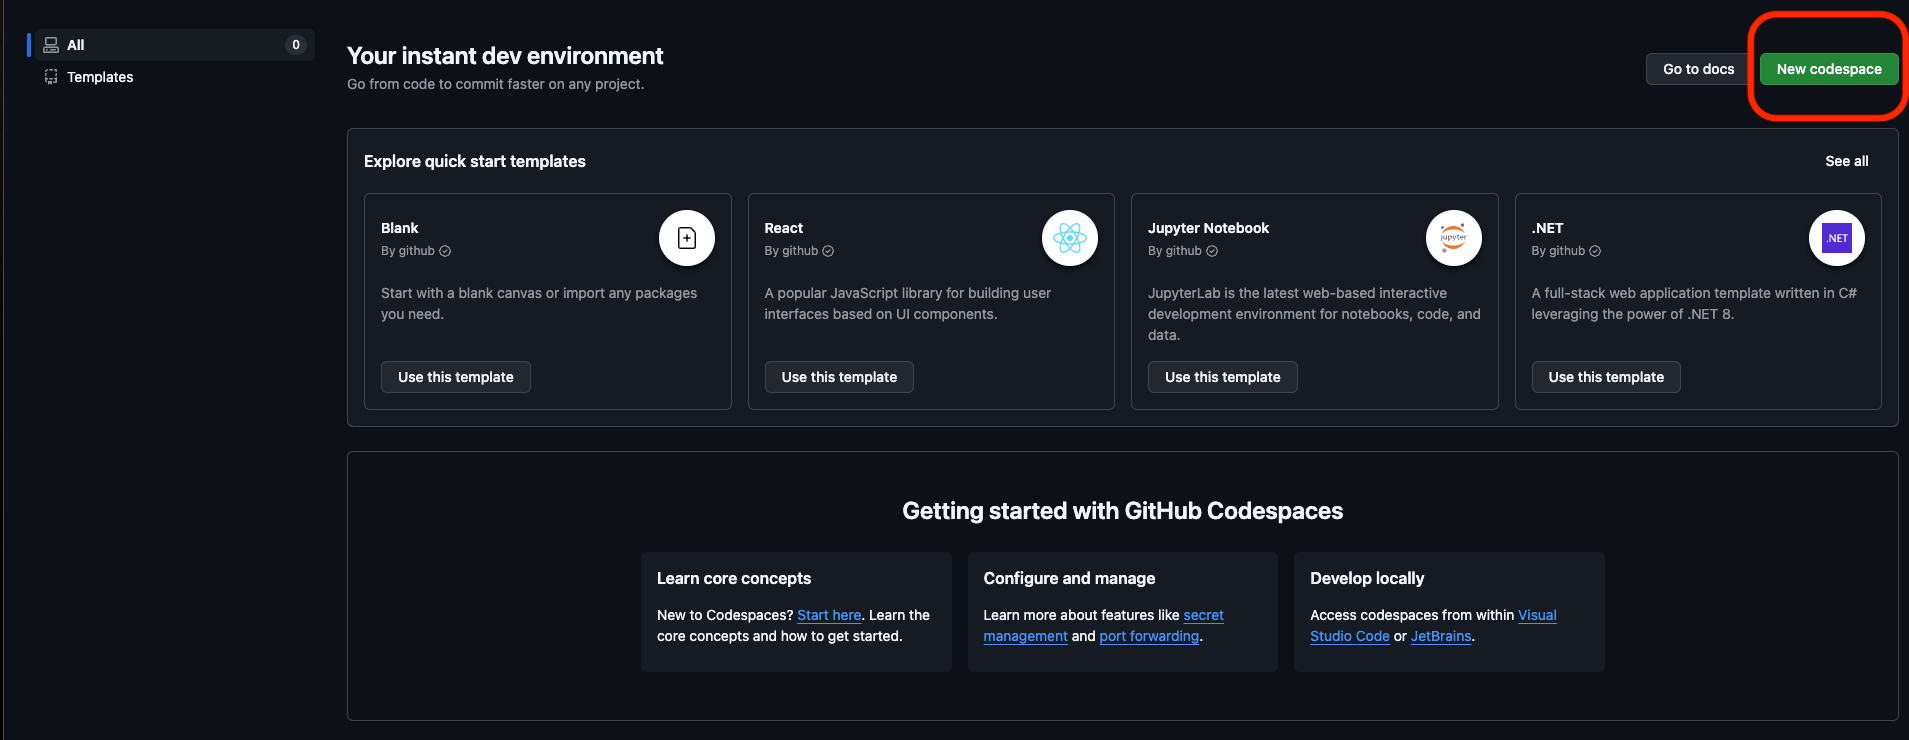 All
0
Templates
Your instant dev environment
Go from code to commit faster on any project.
Go to docs
New codespace
Explore quick start templates
See all
Blank
By github
Start with a blank canvas or import any packages
you need.
Use this template
React
By github
A popular JavaScript library for building user
interfaces based on UI components.
Use this template
Jupyter Notebook
By github
jupyter
JupyterLab is the latest web-based interactive
development environment for notebooks, code, and
data.
Use this template
.NET
By github
.NET
A full-stack web application template written in C#
leveraging the power of .NET 8.
Use this template
Getting started with GitHub Codespaces
Learn core concepts
New to Codespaces? Start here. Learn the
core concepts and how to get started.
Configure and manage
Learn more about features like secret
management and port forwarding.
Develop locally
Access codespaces from within Visual
Studio Code or JetBrains.